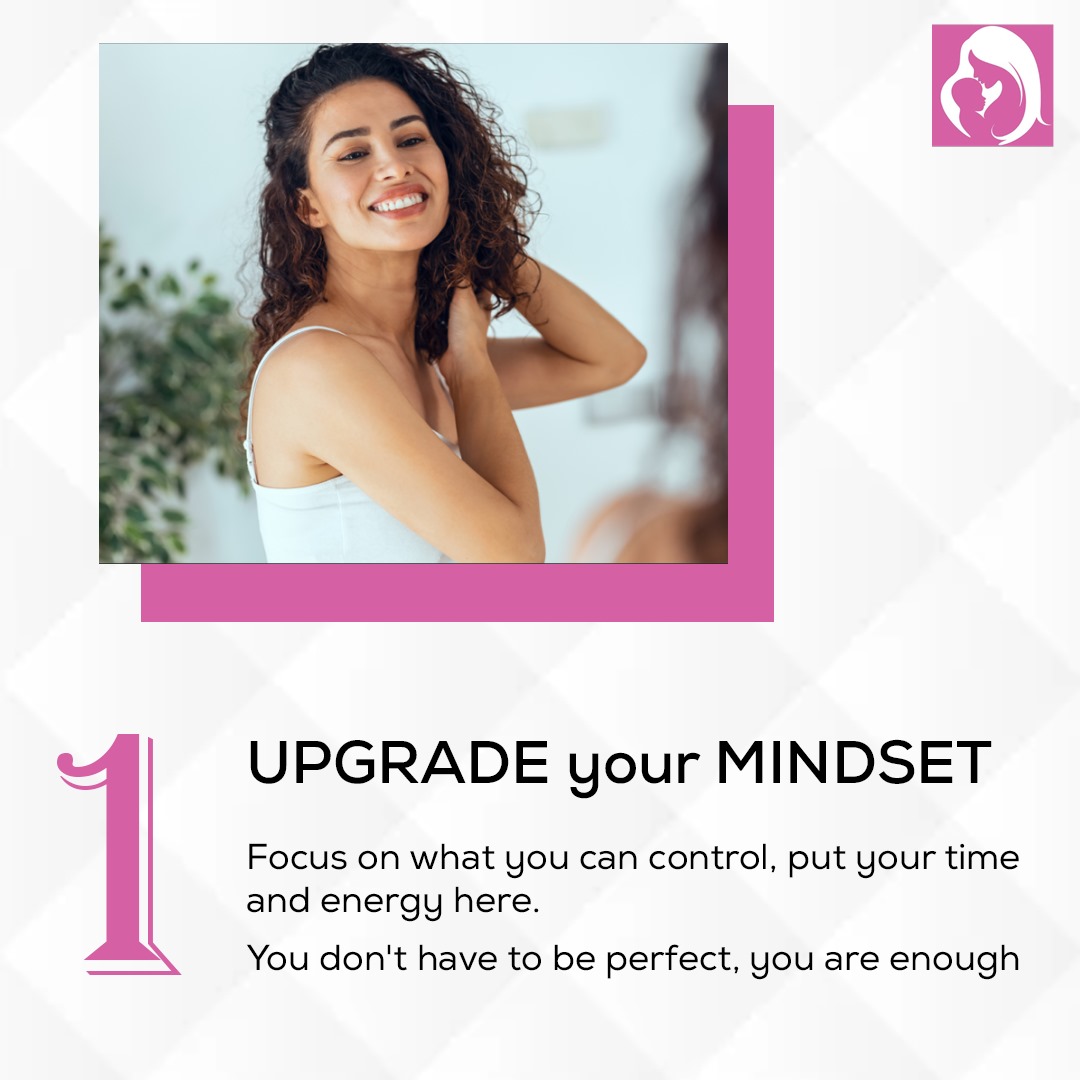 1
UPGRADE your MINDSET
Focus on what you can control, put your time
and energy here.
You don't have to be perfect, you are enough